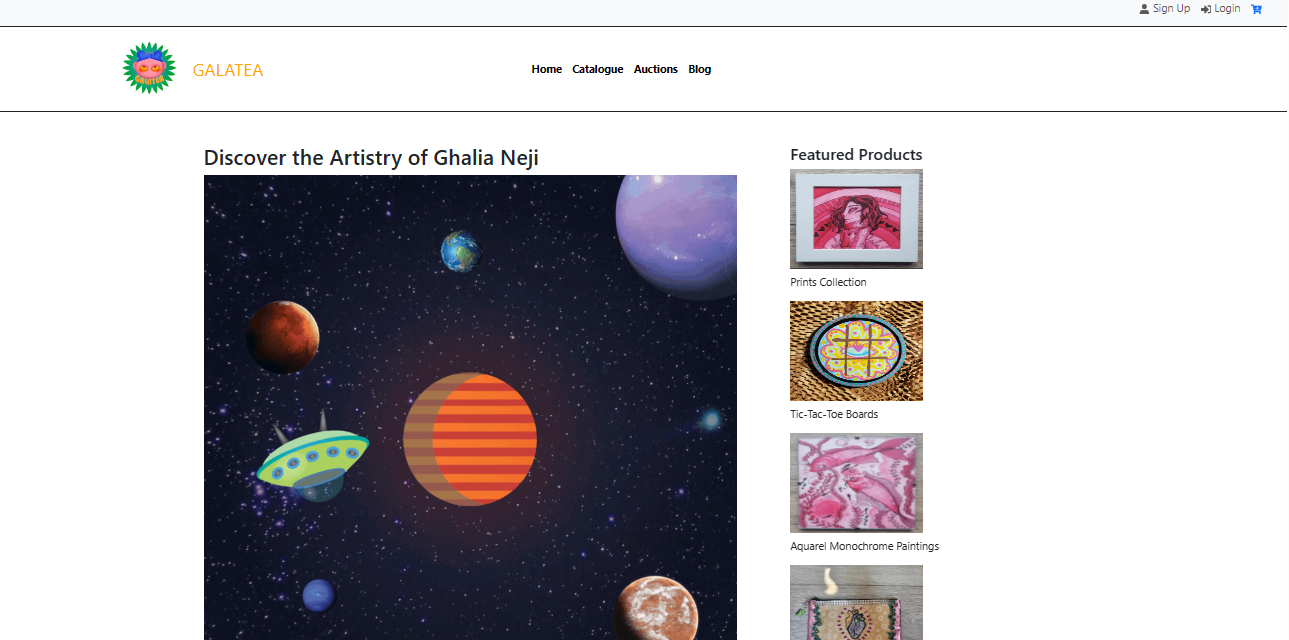 Sign Up
Login
GALATEA
Home
Catalogue
Auctions
Blog
Discover the Artistry of Ghalia Neji
Featured Products
Prints Collection
Tic-Tac-Toe Boards
Aquarel Monochrome Paintings